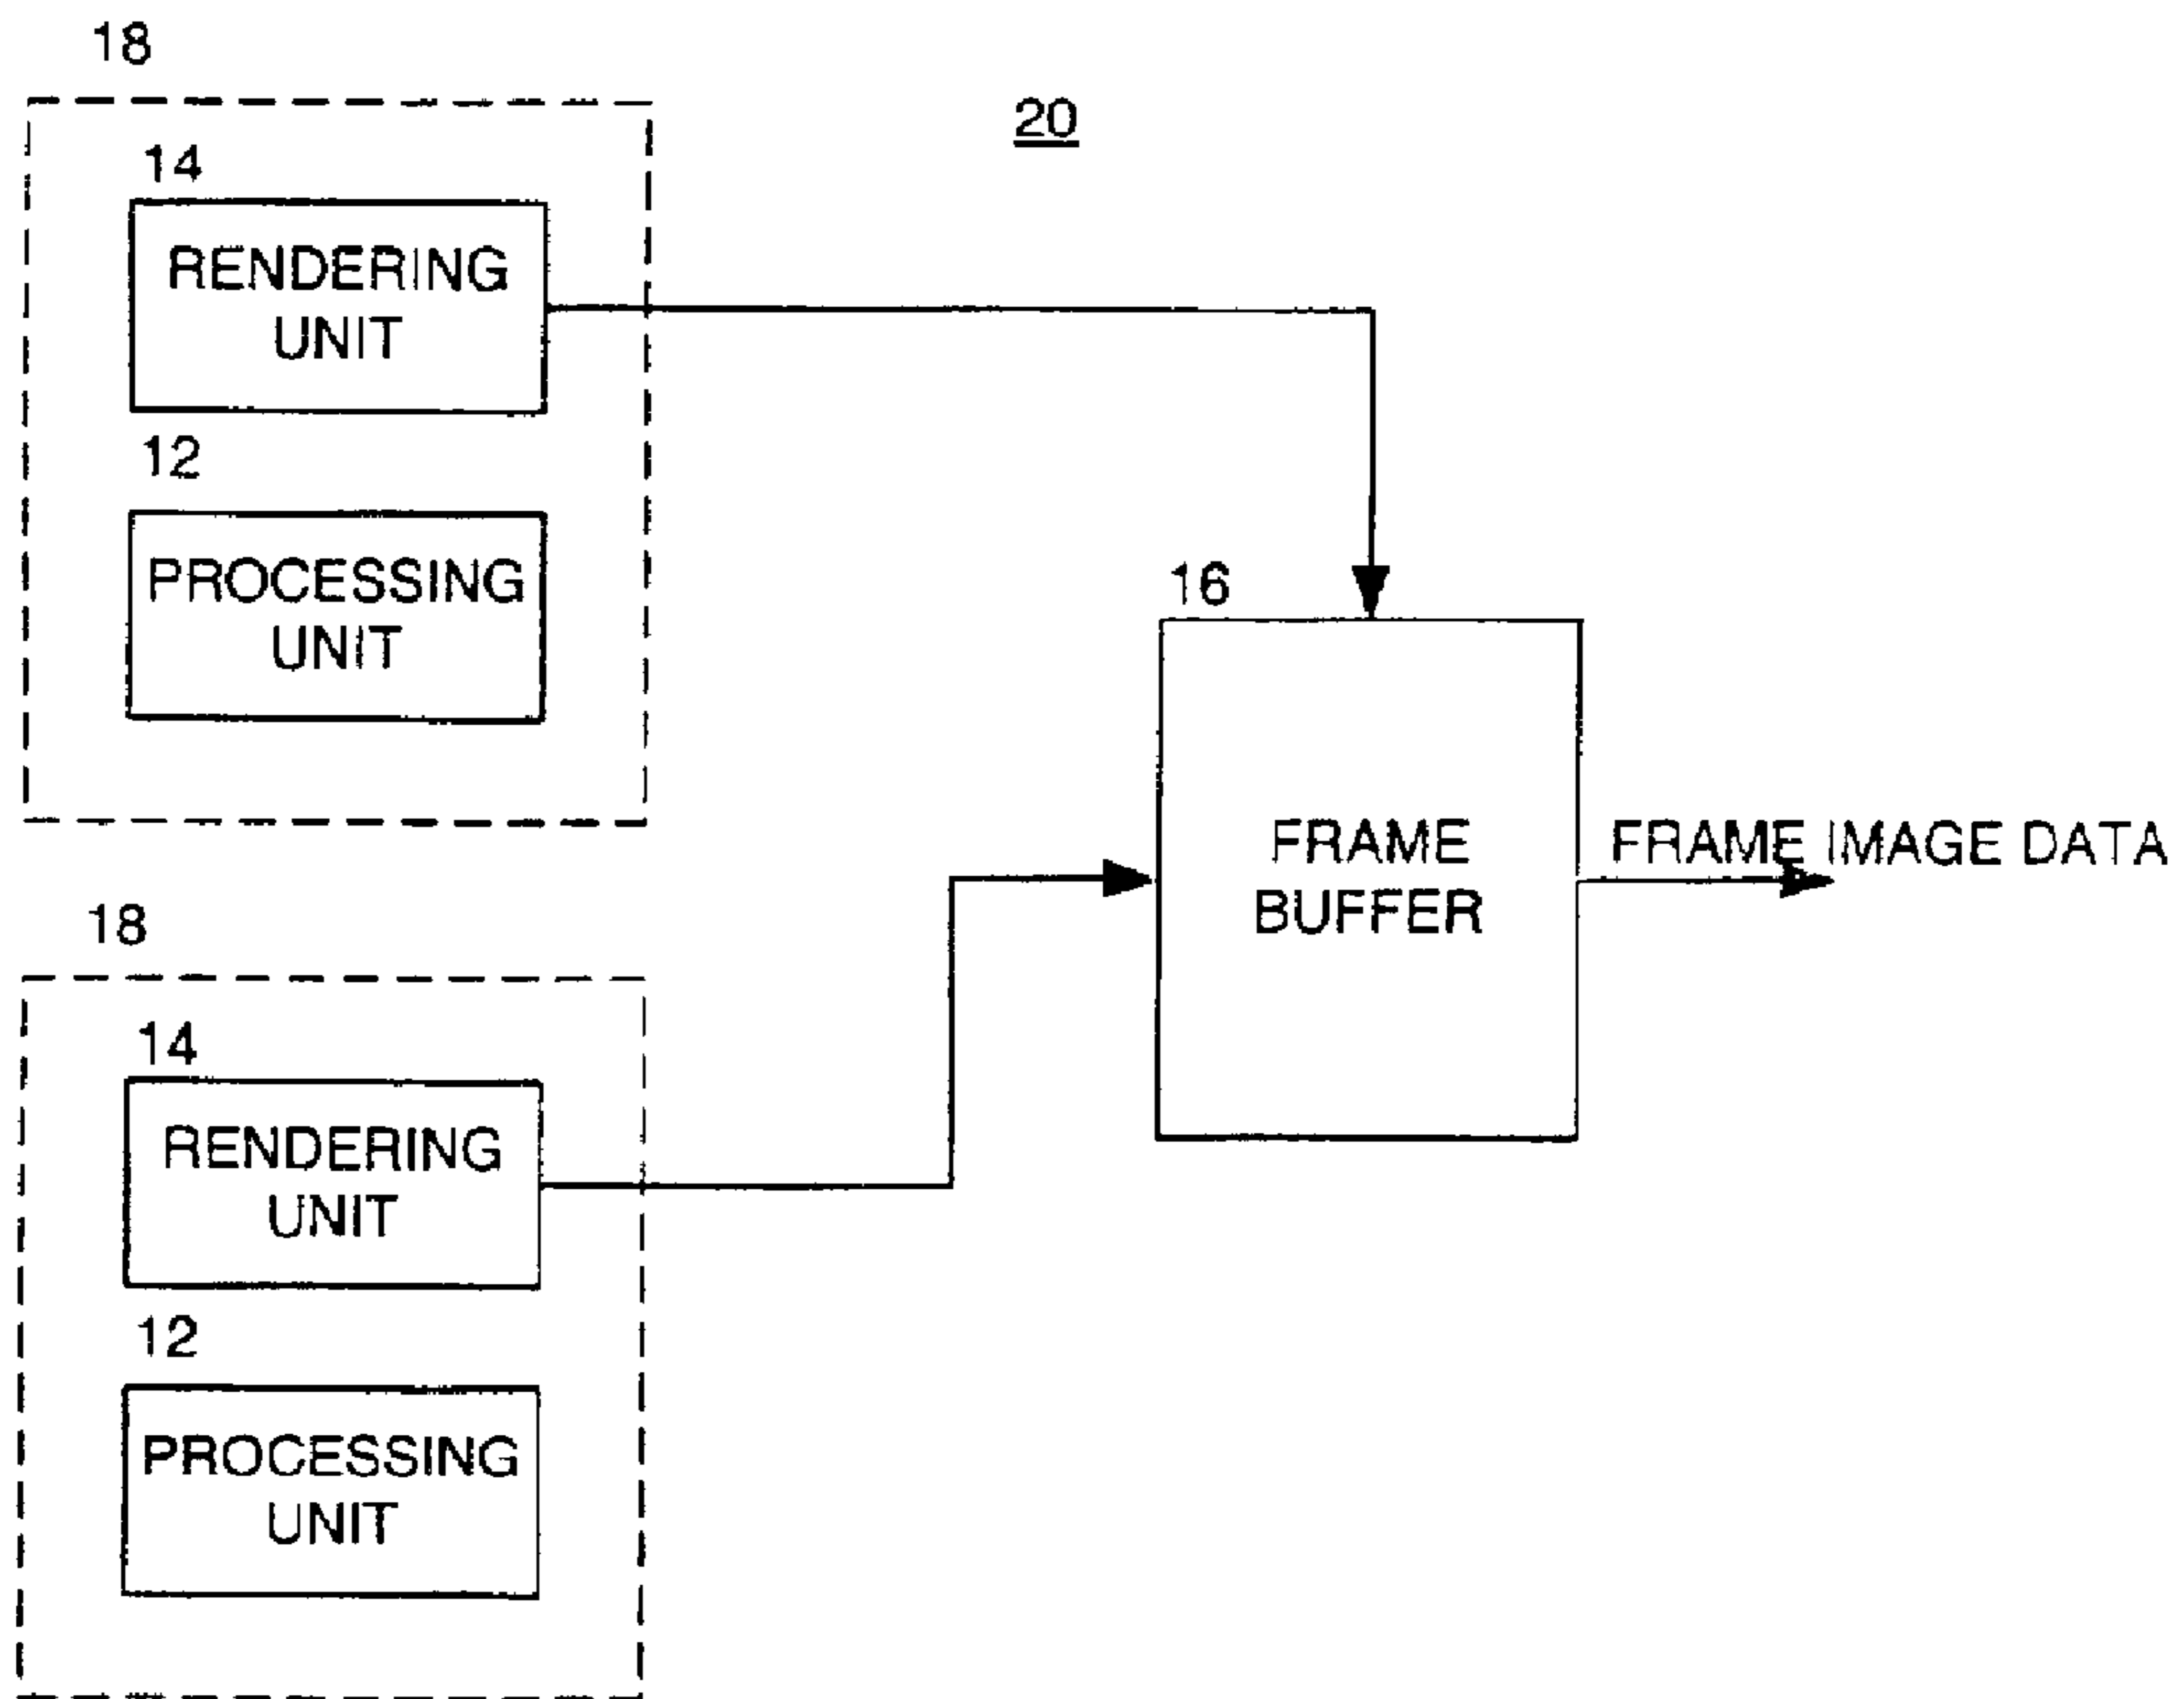 18
20
14
RENDERING
UNIT
12
PROCESSING
UNIT
16
FRAME
BUFFER
FRAME IMAGE DATA
18
14
RENDERING
UNIT
12
PROCESSING
UNIT